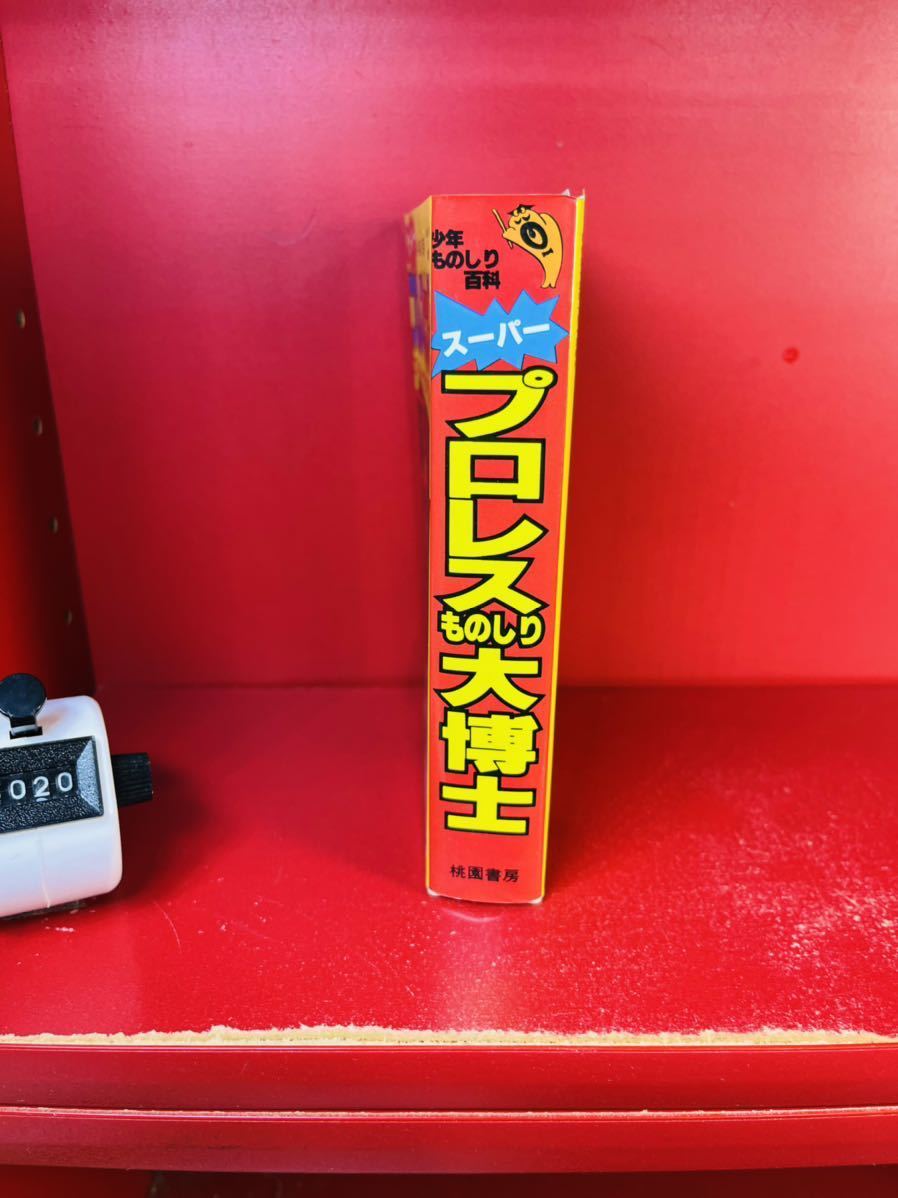 少年
ものしり
百科
Q1
スーパー
プロレス
ものしり
大博士
桃園書房
020